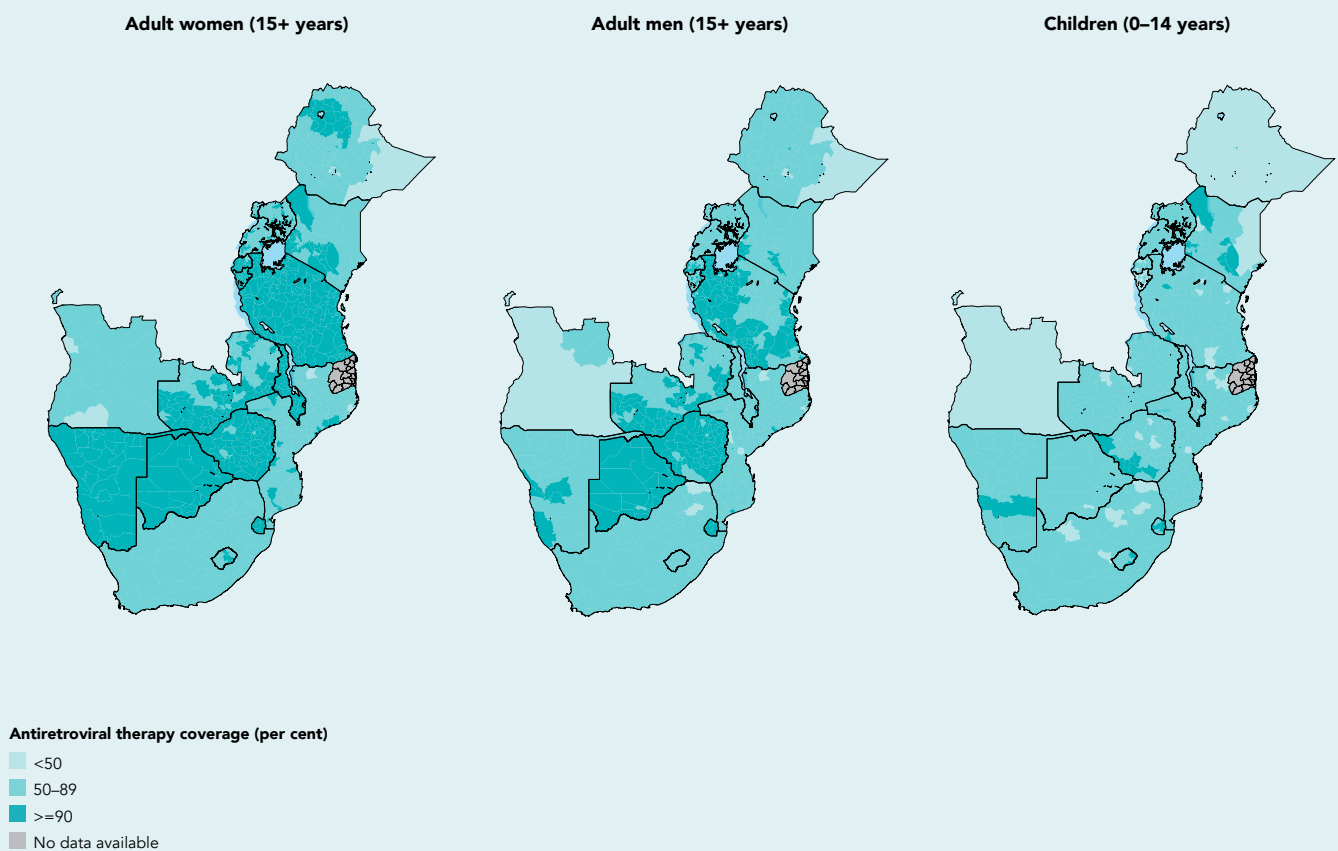 Adult women (15+ years)
Adult men (15+ years)
Children (0–14 years)
Antiretroviral therapy coverage (per cent)
<50
50–89
>=90
No data available